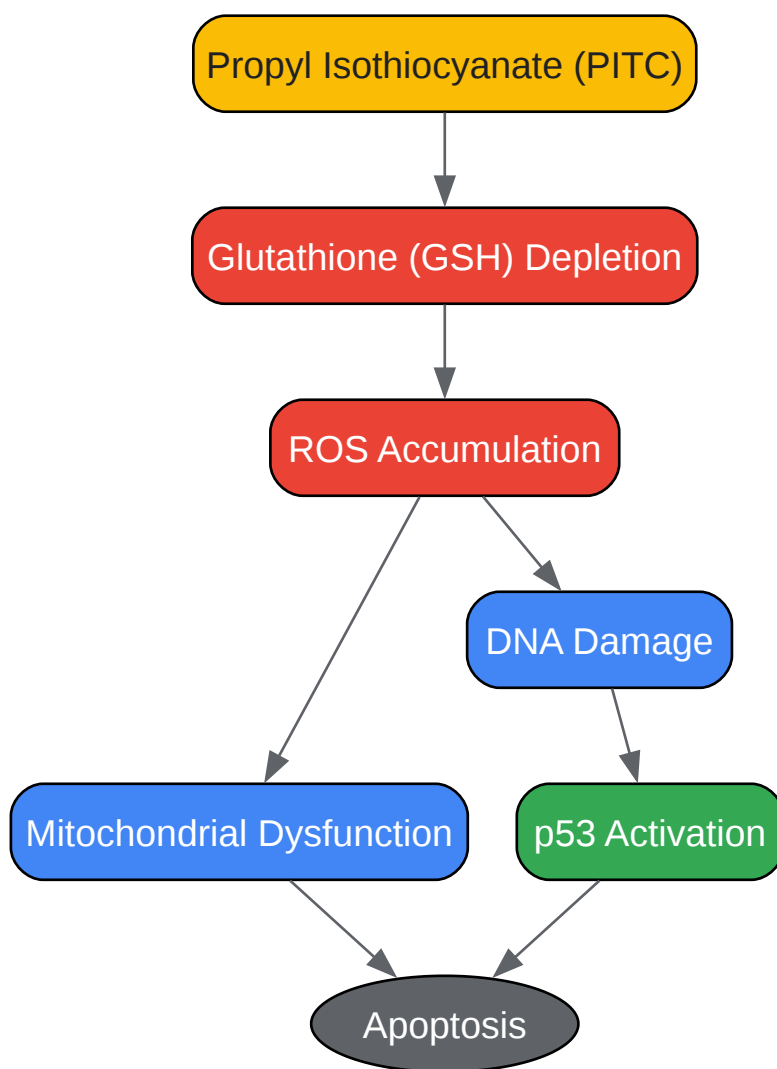 Propyl Isothiocyanate (PITC)
Glutathione (GSH) Depletion
ROS Accumulation
DNA Damage
Mitochondrial Dysfunction
p53 Activation
Apoptosis